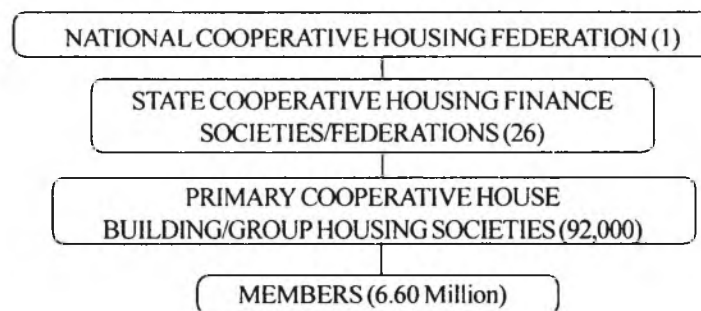 NATIONAL COOPERATIVE HOUSING FEDERATION (1)
STATE COOPERATIVE HOUSING FINANCE
SOCIETIES/FEDERATIONS (26)
PRIMARY COOPERATIVE HOUSE
BUILDING/GROUP HOUSING SOCIETIES (92,000)
MEMBERS (6.60 Million)